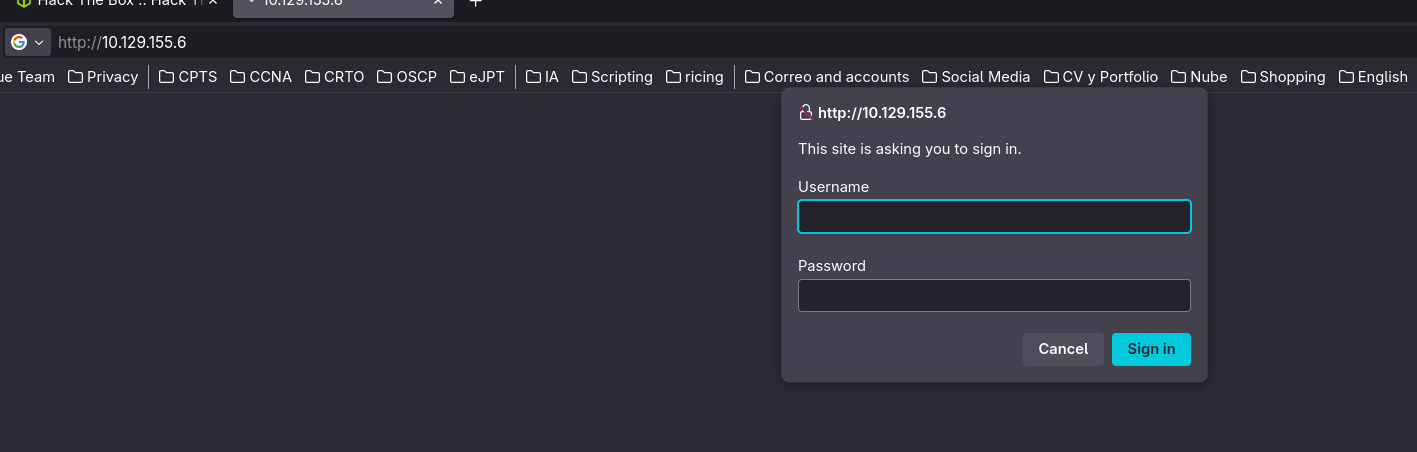 Hack The Box :: Hack Th
10.129.155.6
http://10.129.155.6
ue Team Privacy CPTS CCNA CRTO OSCP eJPT IA Scripting ricing Correo and accounts Social Media CV y Portfolio Nube Shopping English
http://10.129.155.6
This site is asking you to sign in.
Username
Password
Cancel Sign in